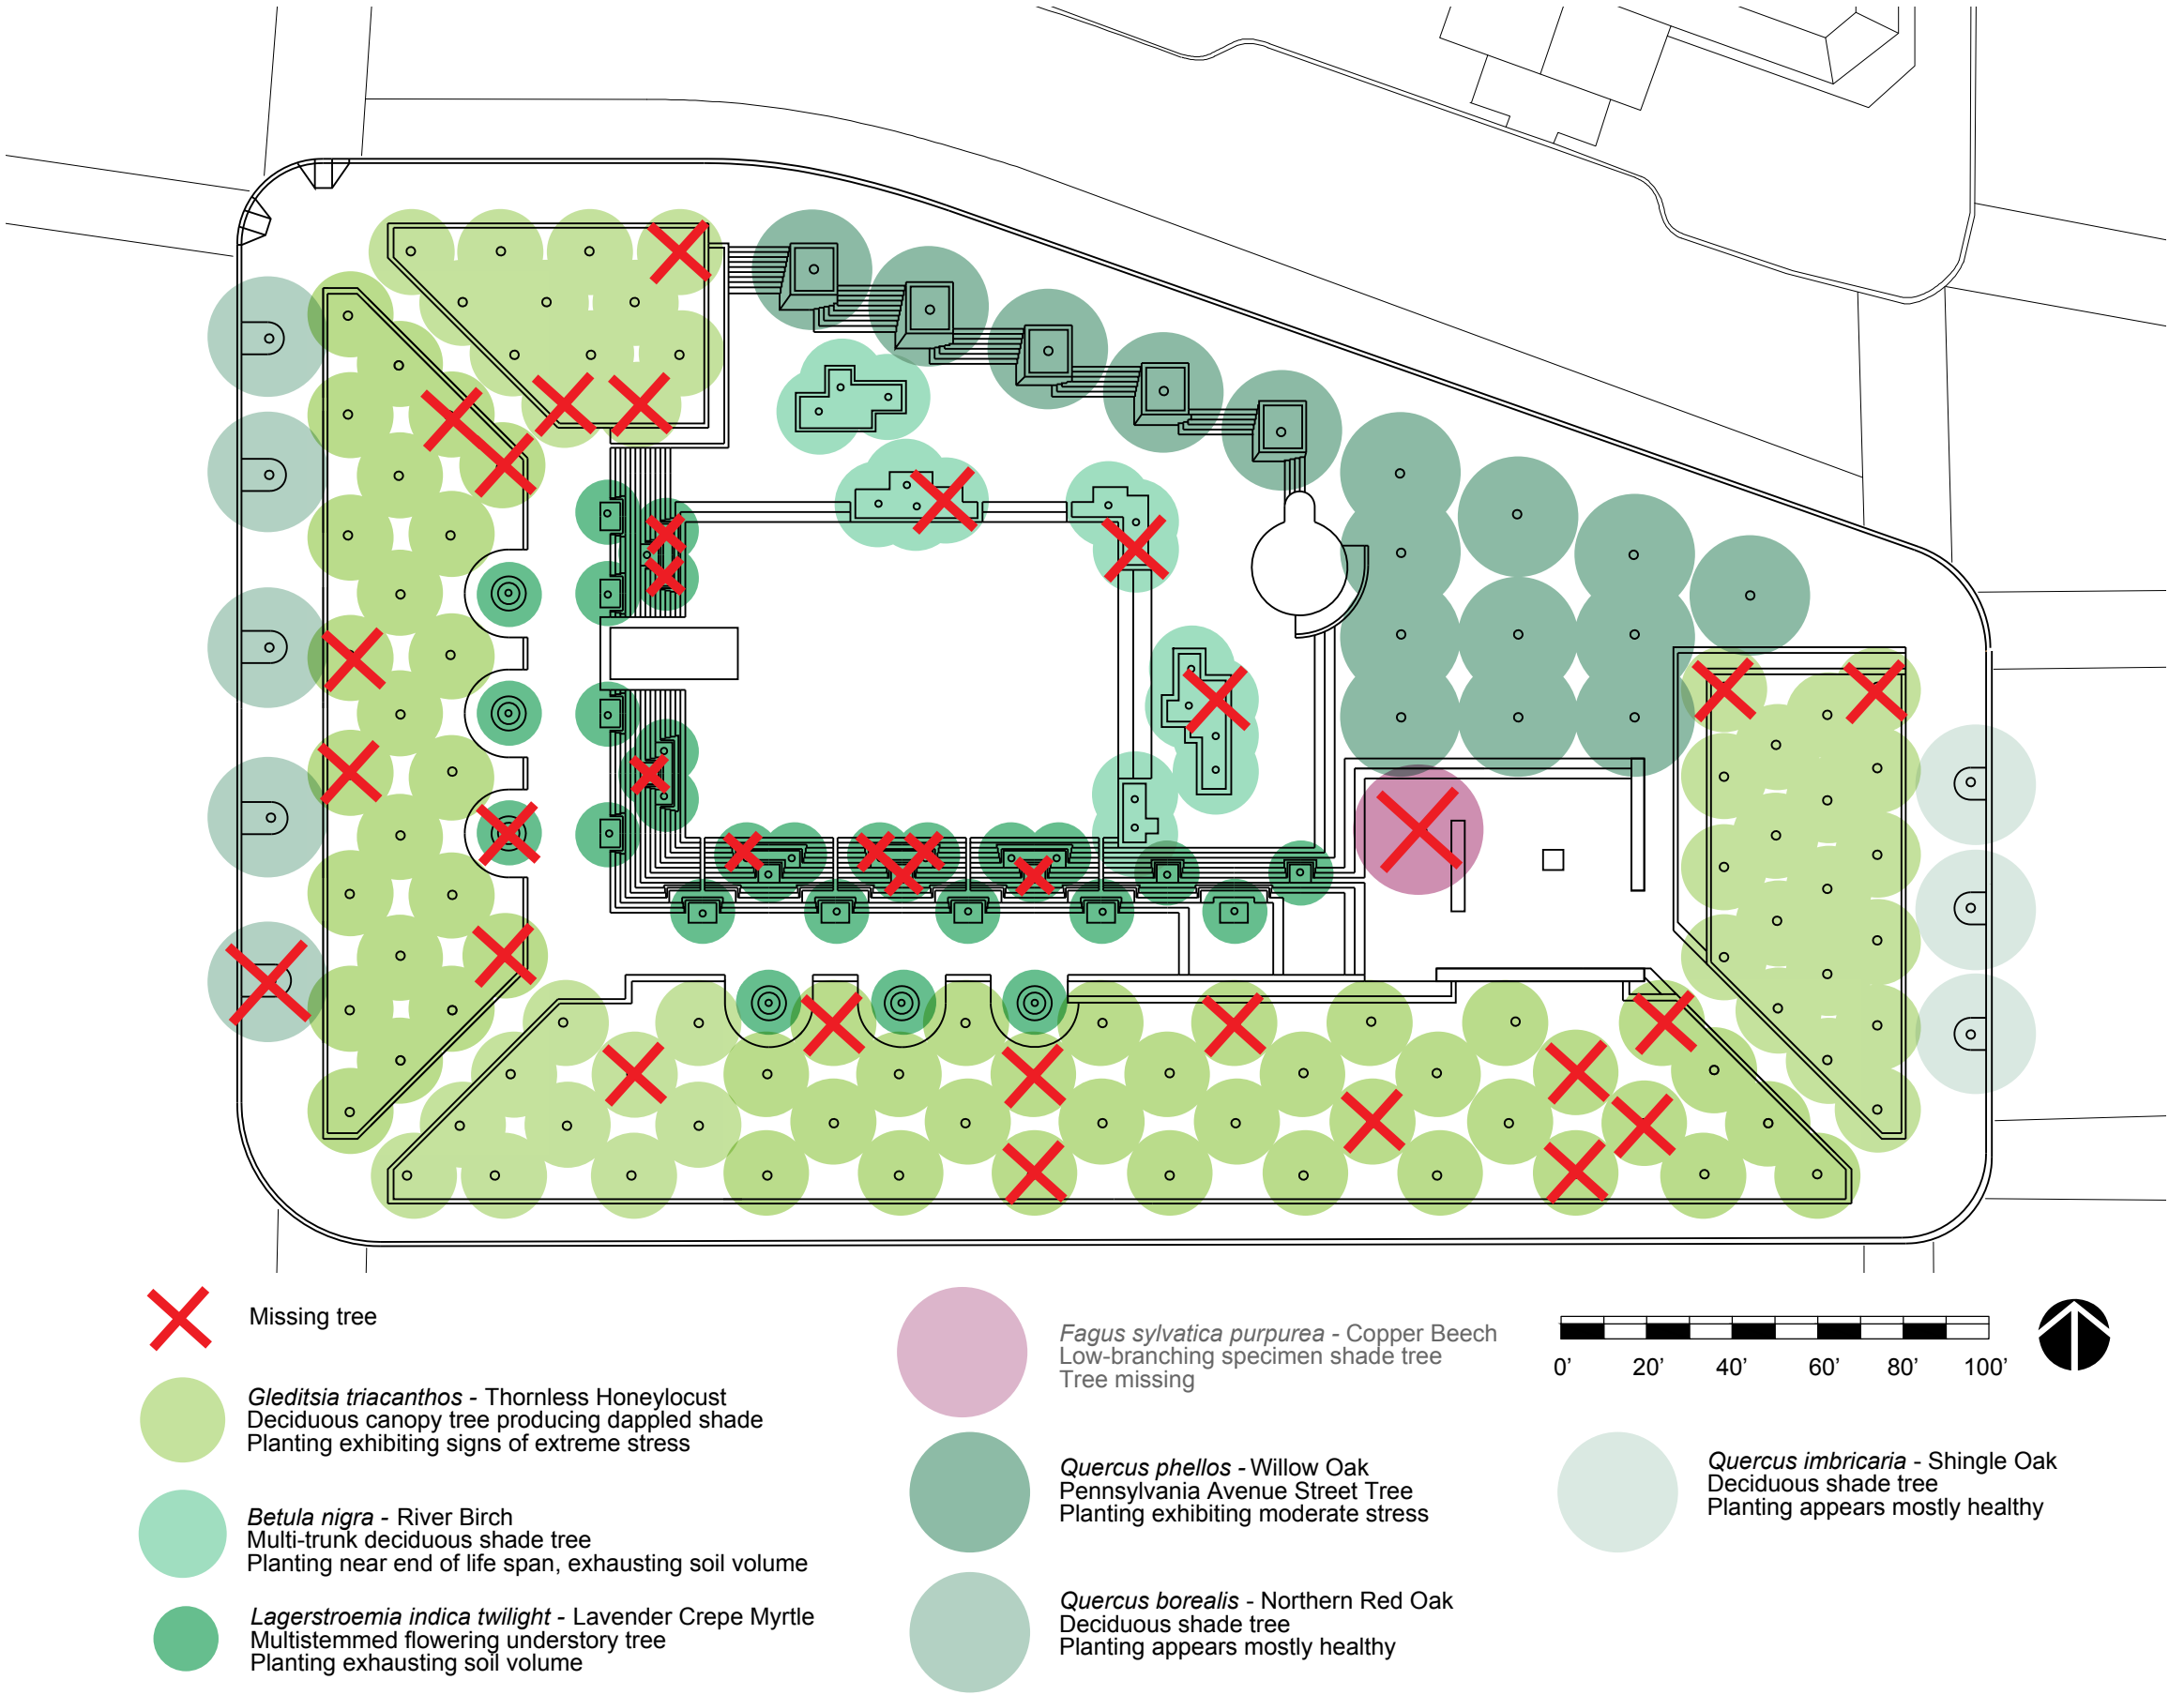 Missing tree
Gleditsia triacanthos - Thornless Honeylocust
Deciduous canopy tree producing dappled shade
Planting exhibiting signs of extreme stress
Betula nigra - River Birch
Multi-trunk deciduous shade tree
Planting near end of life span, exhausting soil volume
Lagerstroemia indica twilight - Lavender Crepe Myrtle
Multistemmed flowering understory tree
Planting exhausting soil volume
Fagus sylvatica purpurea - Copper Beech
Low-branching specimen shade tree
Tree missing
Quercus phellos - Willow Oak
Pennsylvania Avenue Street Tree
Planting exhibiting moderate stress
Quercus borealis - Northern Red Oak
Deciduous shade tree
Planting appears mostly healthy
0’ 20’ 40’ 60’ 80’ 100’
Quercus imbricaria - Shingle Oak
Deciduous shade tree
Planting appears mostly healthy